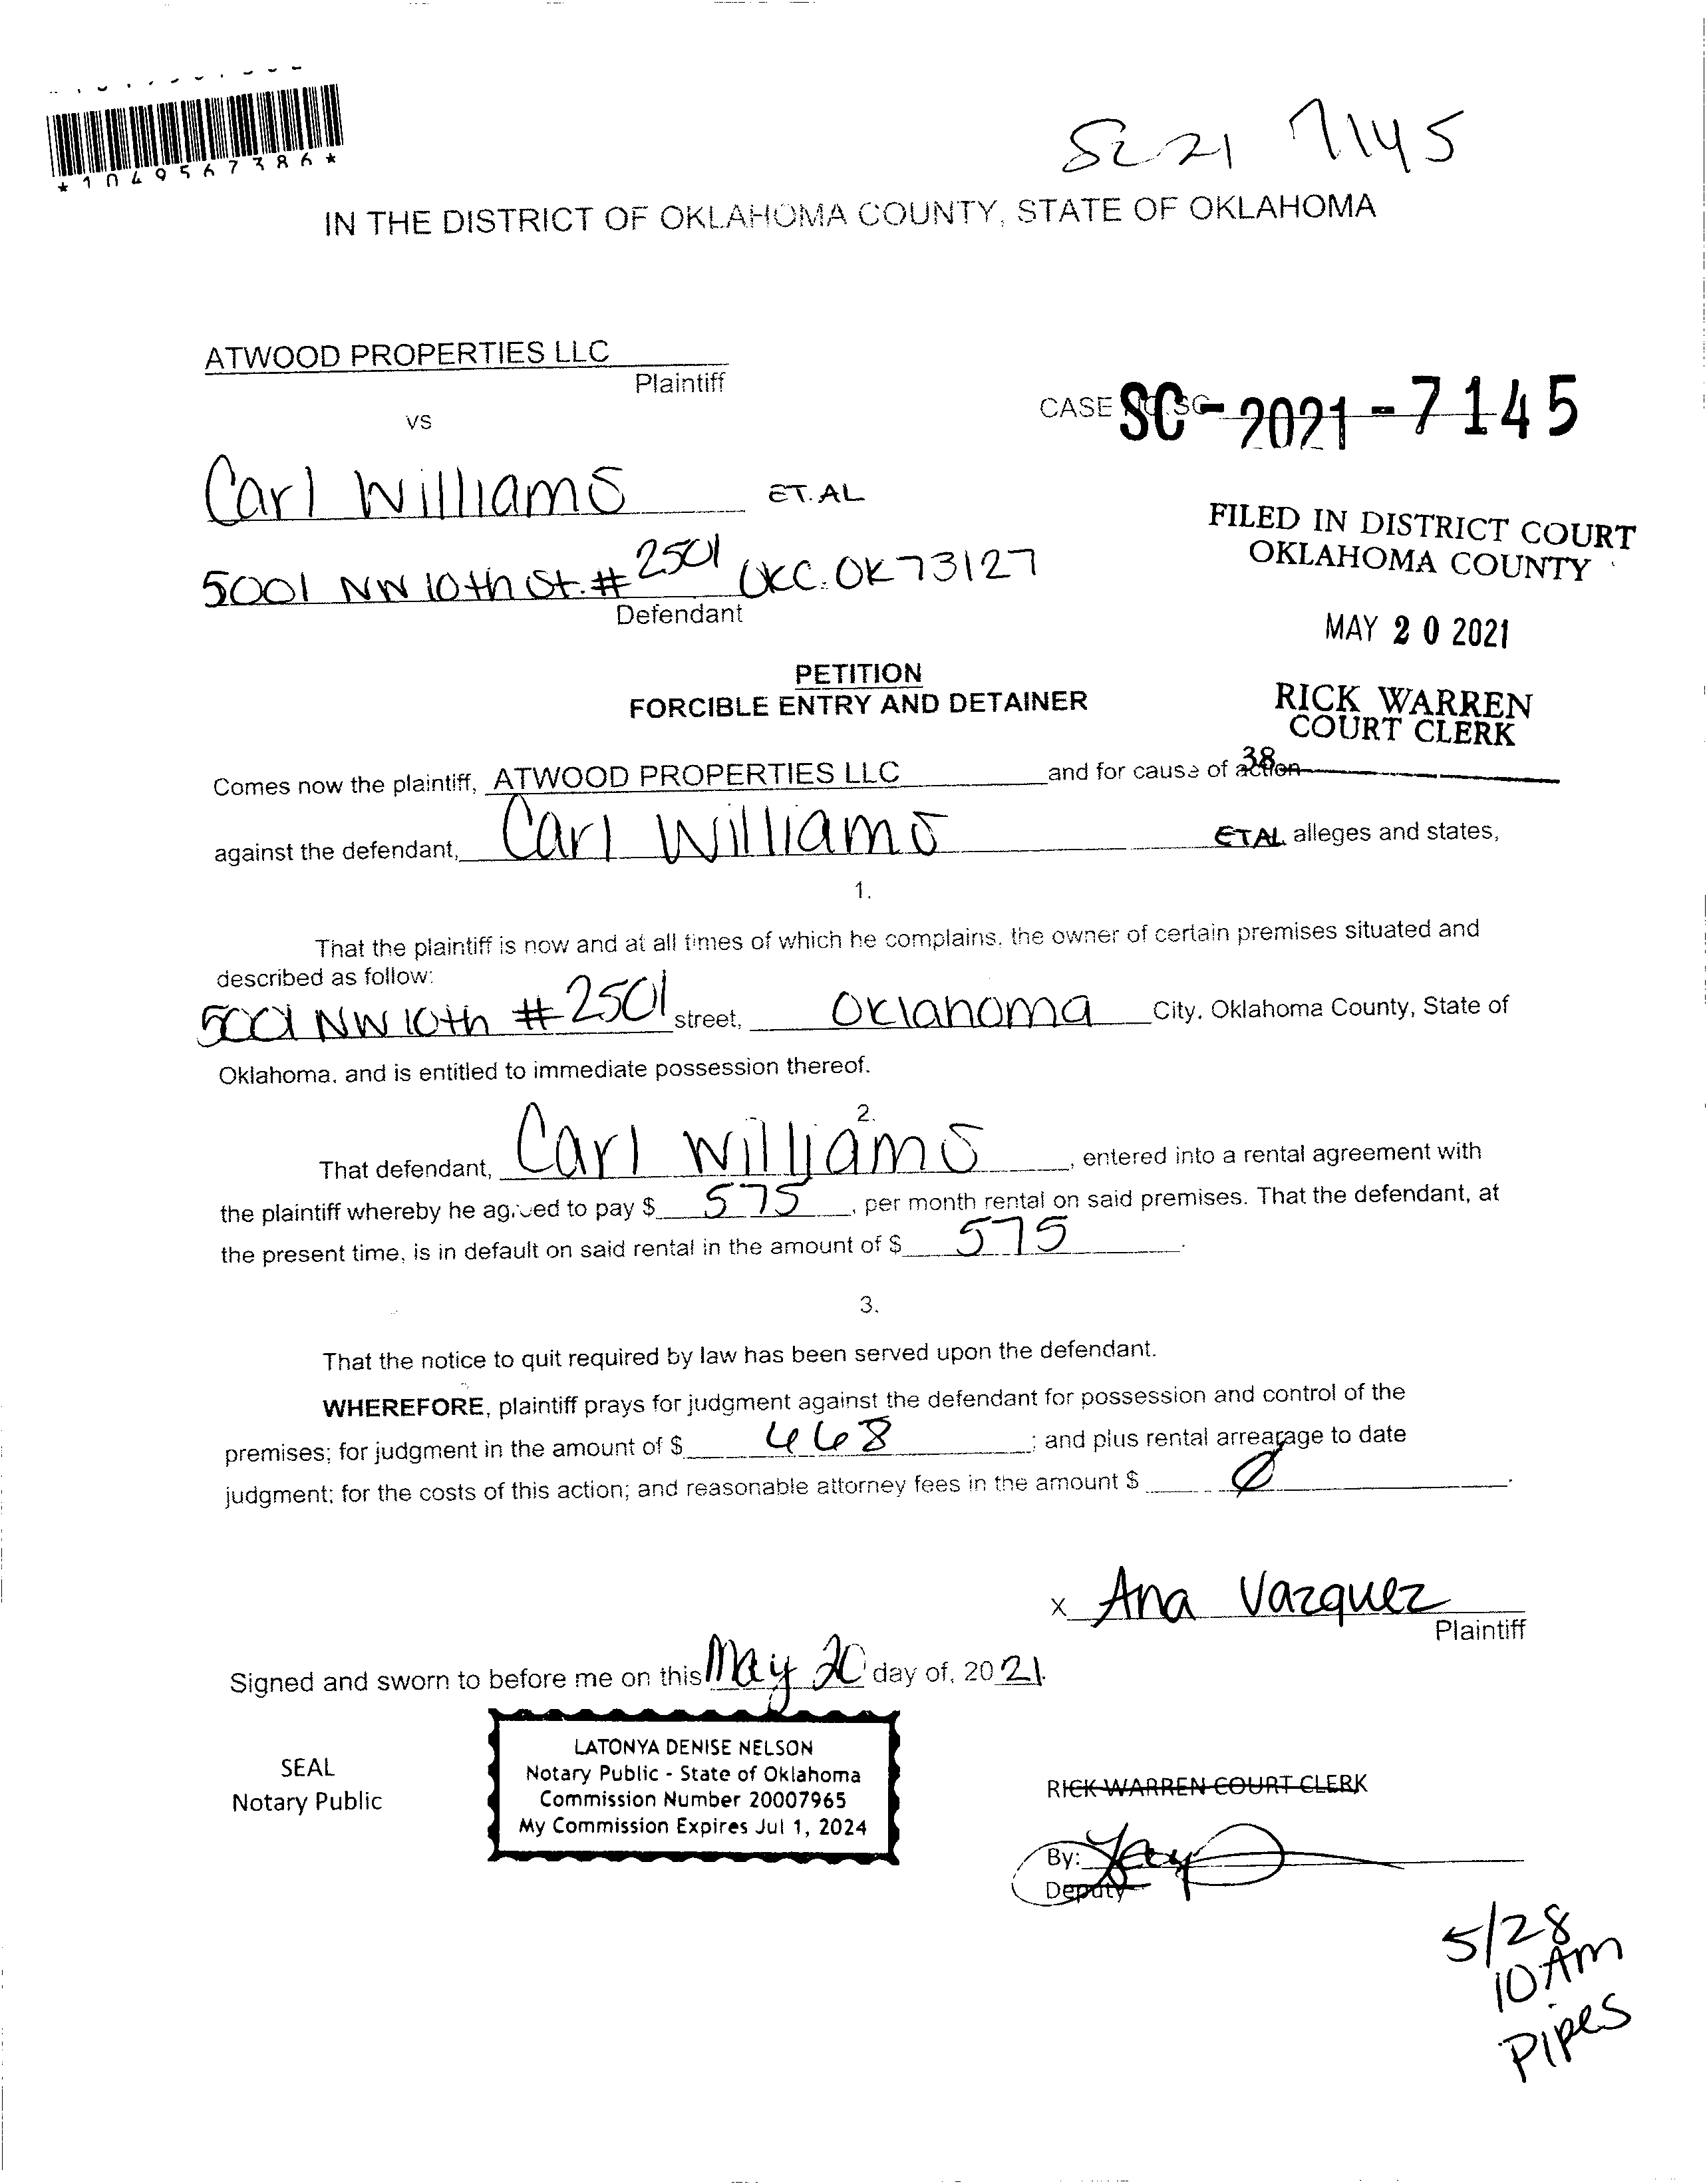 *1049567386*
SC 21 7145
IN THE DISTRICT OF OKLAHOMA COUNTY, STATE OF OKLAHOMA
ATWOOD PROPERTIES LLC
Plaintiff
vs
CASE SC-2021-7145
Carl Williams ET. AL
5001 NW 10th St. # 2501 OKC. OK 73127
Defendant
FILED IN DISTRICT COURT
OKLAHOMA COUNTY
MAY 20 2021
RICK WARREN
COURT CLERK
38
PETITION
FORCIBLE ENTRY AND DETAINER
Comes now the plaintiff, ATWOOD PROPERTIES LLC and for cause of action
against the defendant, Carl Williams ET AL alleges and states,
1.
That the plaintiff is now and at all times of which he complains, the owner of certain premises situated and
described as follow:
5001 NW 10th # 2501 street, Oklahoma City, Oklahoma County, State of
Oklahoma, and is entitled to immediate possession thereof.
2.
That defendant, Carl Williams, entered into a rental agreement with
the plaintiff whereby he agreed to pay $ 575, per month rental on said premises. That the defendant, at
the present time, is in default on said rental in the amount of $ 575.
3.
That the notice to quit required by law has been served upon the defendant.
WHEREFORE, plaintiff prays for judgment against the defendant for possession and control of the
premises; for judgment in the amount of $ 468; and plus rental arrearage to date
judgment; for the costs of this action; and reasonable attorney fees in the amount $ Ø.
x Ana Vazquez
Plaintiff
Signed and sworn to before me on this May 20 day of, 2021.
SEAL
Notary Public
LATONYA DENISE NELSON
Notary Public - State of Oklahoma
Commission Number 20007965
My Commission Expires Jul 1, 2024
RICK WARREN COURT CLERK
By:
Deputy
5/28
10 Am
Pipes